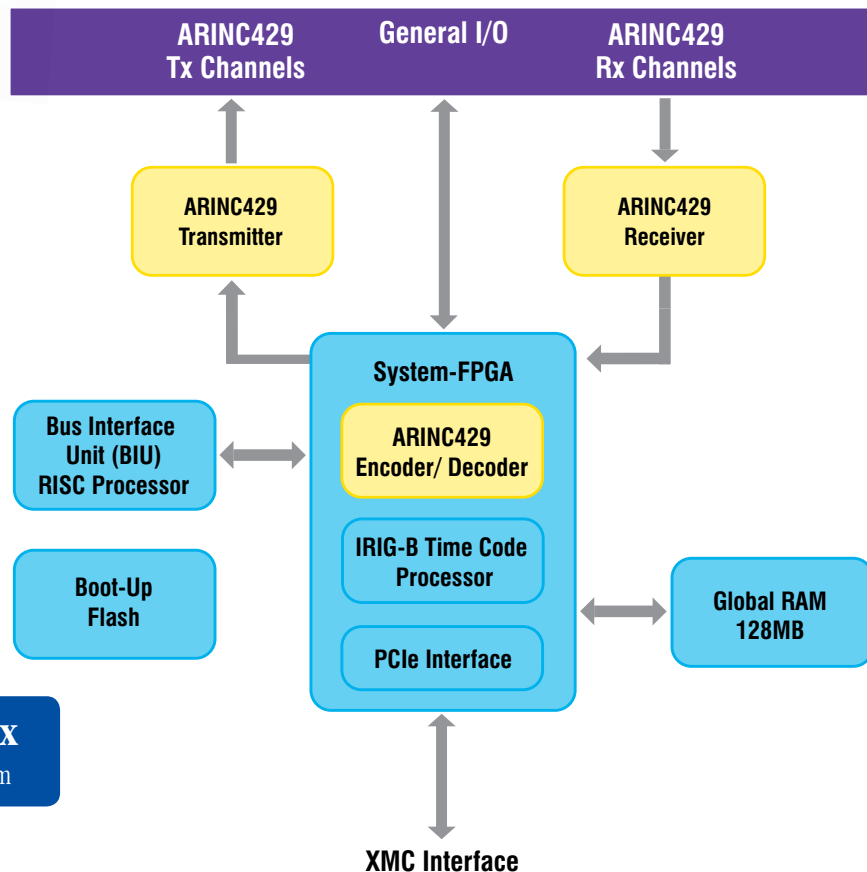 ARINC429
Tx Channels
General I/O
ARINC429
Rx Channels
ARINC429
Transmitter
ARINC429
Receiver
System-FPGA
ARINC429
Encoder/ Decoder
IRIG-B Time Code
Processor
PCIe Interface
Bus Interface
Unit (BIU)
RISC Processor
Boot-Up
Flash
Global RAM
128MB
x
XMC Interface